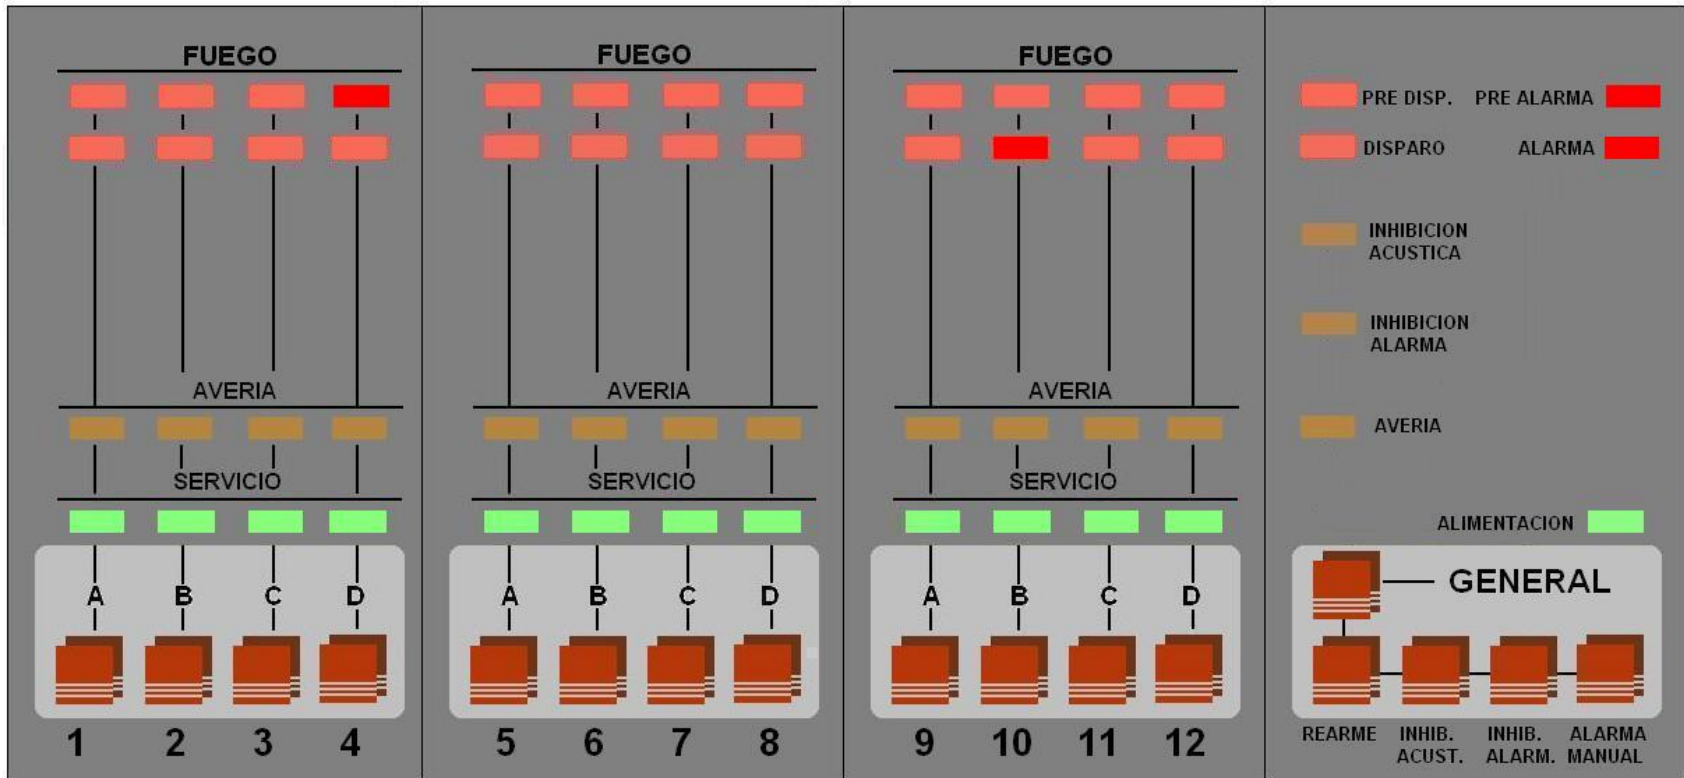 FUEGO
AVERIA
SERVICIO
A B C D
1 2 3 4
FUEGO
AVERIA
SERVICIO
A B C D
5 6 7 8
FUEGO
AVERIA
SERVICIO
A B C D
9 10 11 12
PRE DISP. PRE ALARMA
DISPARO ALARMA
INHIBICION
ACUSTICA
INHIBICION
ALARMA
AVERIA
ALIMENTACION
GENERAL
REARME INHIB. INHIB. ALARMA
ACUST. ALARM. MANUAL